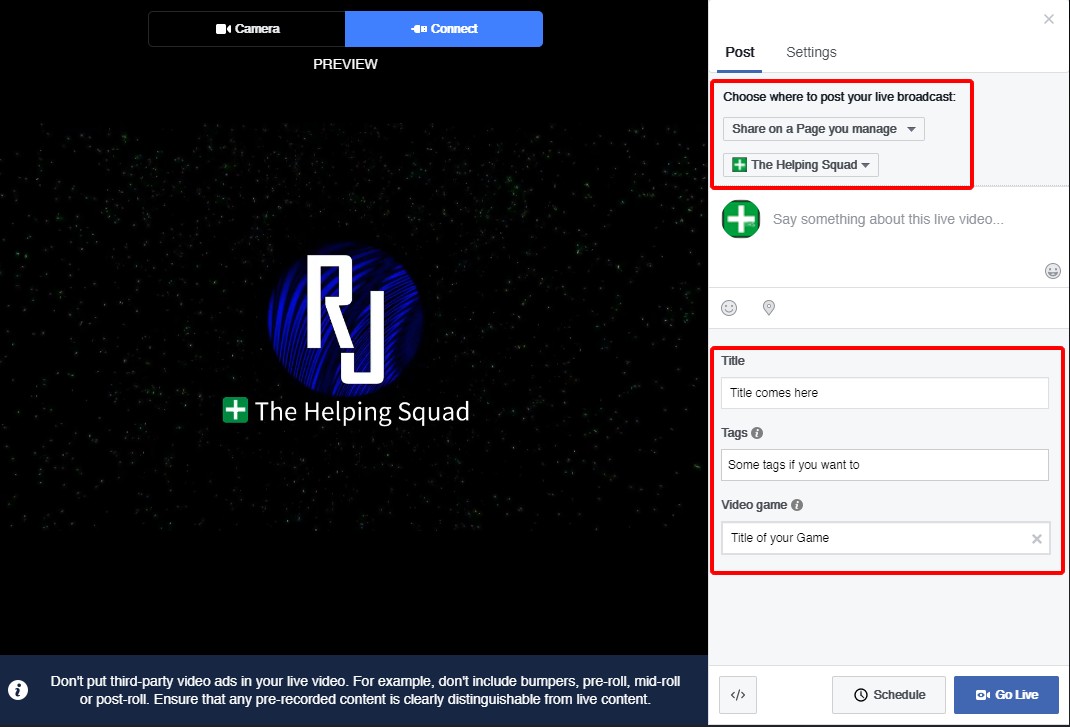 Camera
Connect
PREVIEW
RJ
The Helping Squad
Don't put third-party video ads in your live video. For example, don't include bumpers, pre-roll, mid-roll
or post-roll. Ensure that any pre-recorded content is clearly distinguishable from live content.
Post
Settings
Choose where to post your live broadcast:
Share on a Page you manage
The Helping Squad
Say something about this live video...
Title
Title comes here
Tags
Some tags if you want to
Video game
Title of your Game
</>
Schedule
Go Live